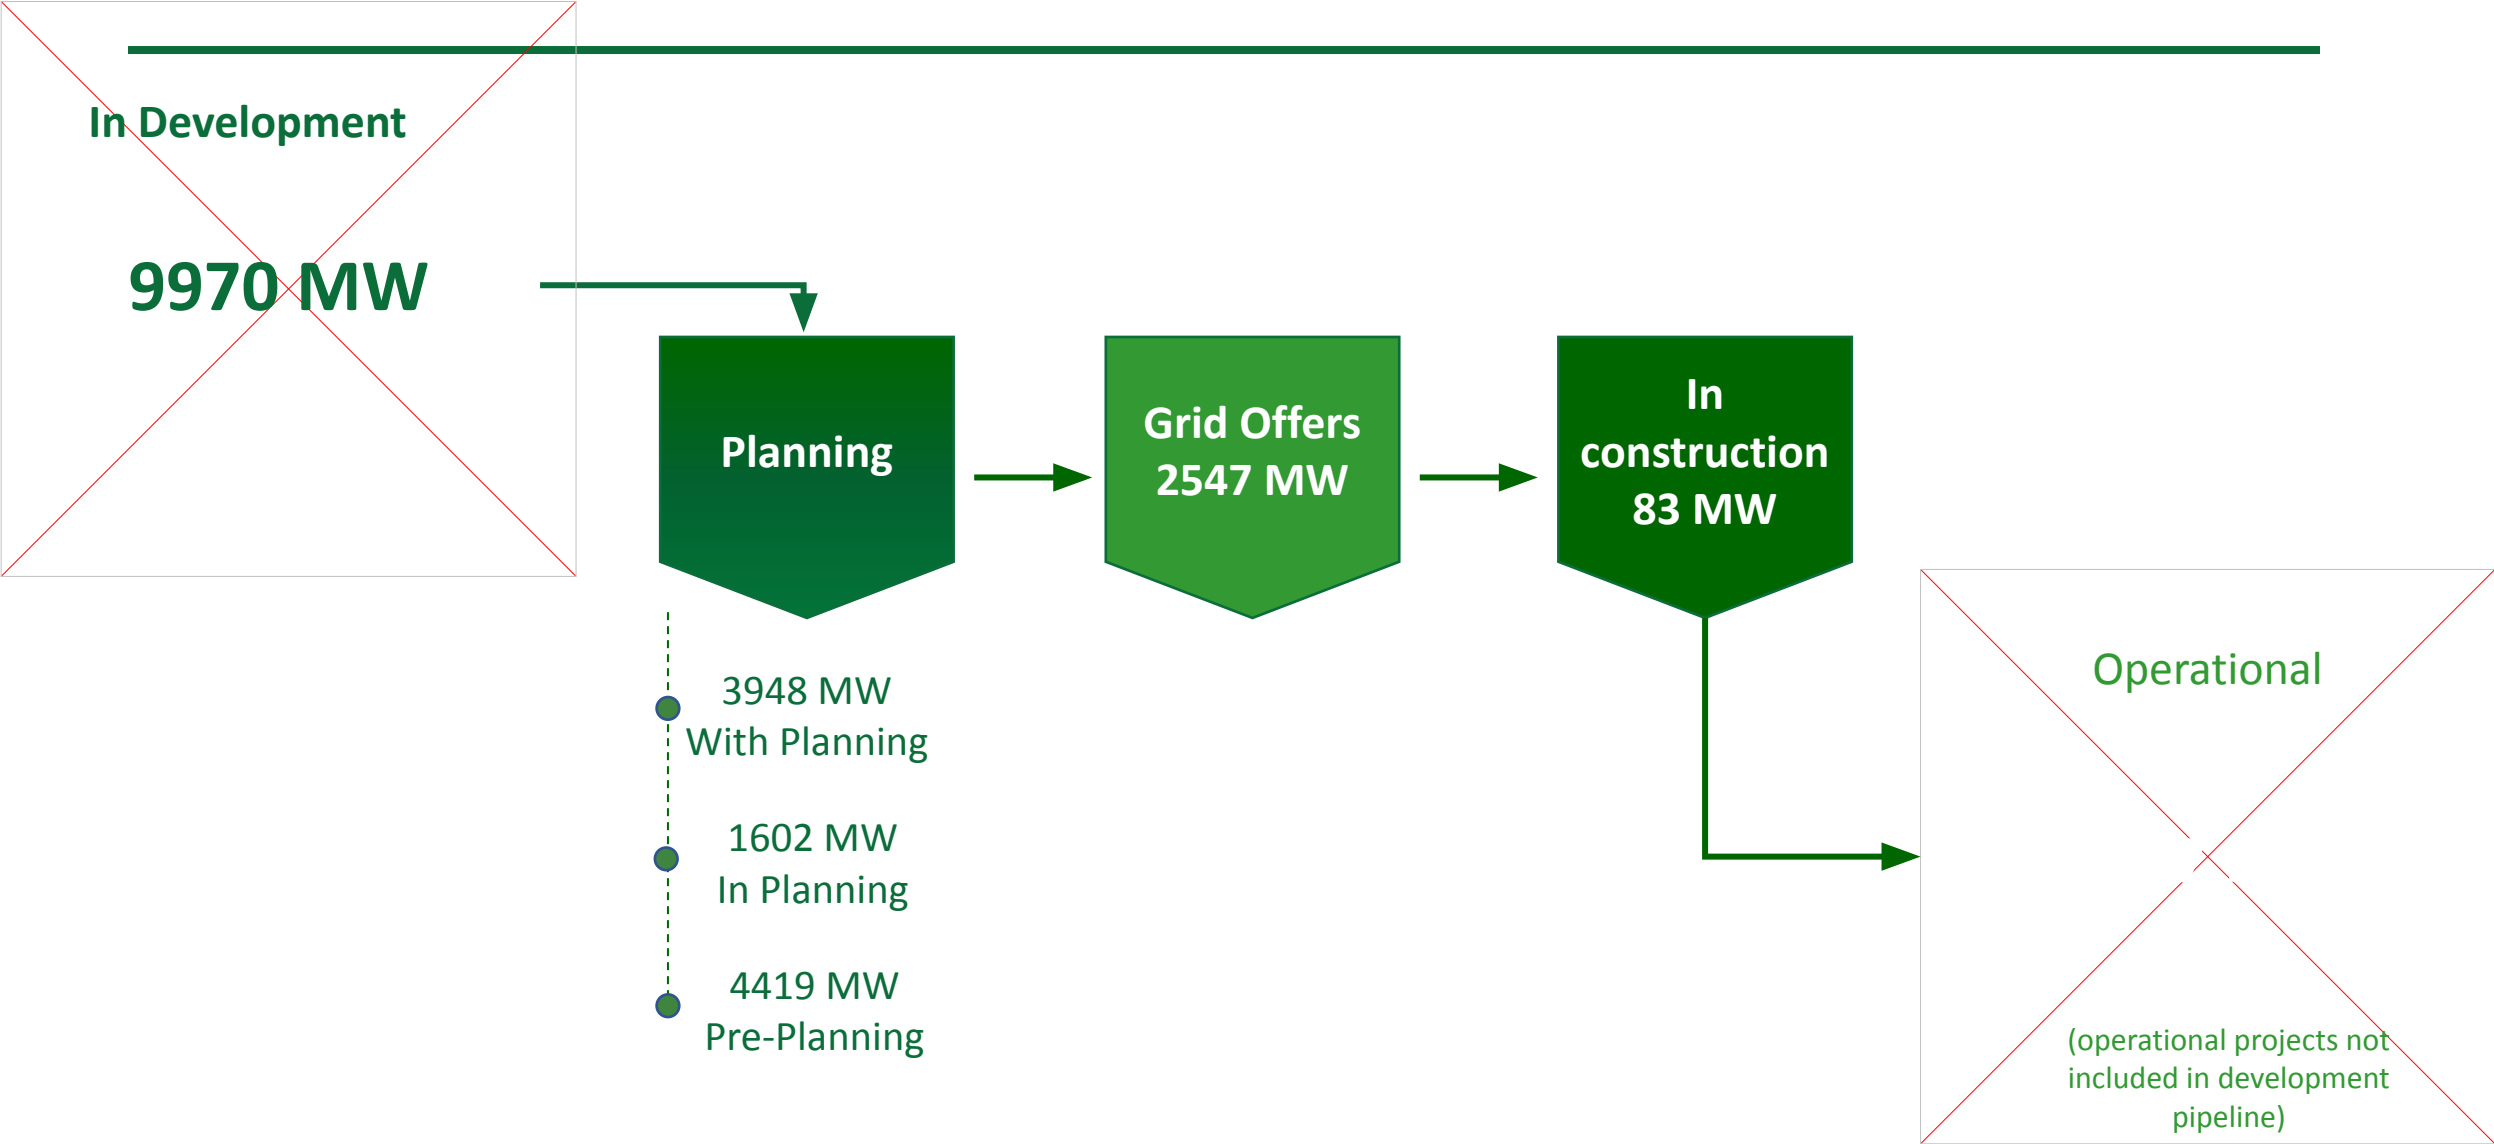 In Development
9970 MW
Planning
Grid Offers
2547 MW
In
construction
83 MW
3948 MW
With Planning
1602 MW
In Planning
4419 MW
Pre-Planning
Operational
(operational projects not
included in development
pipeline)